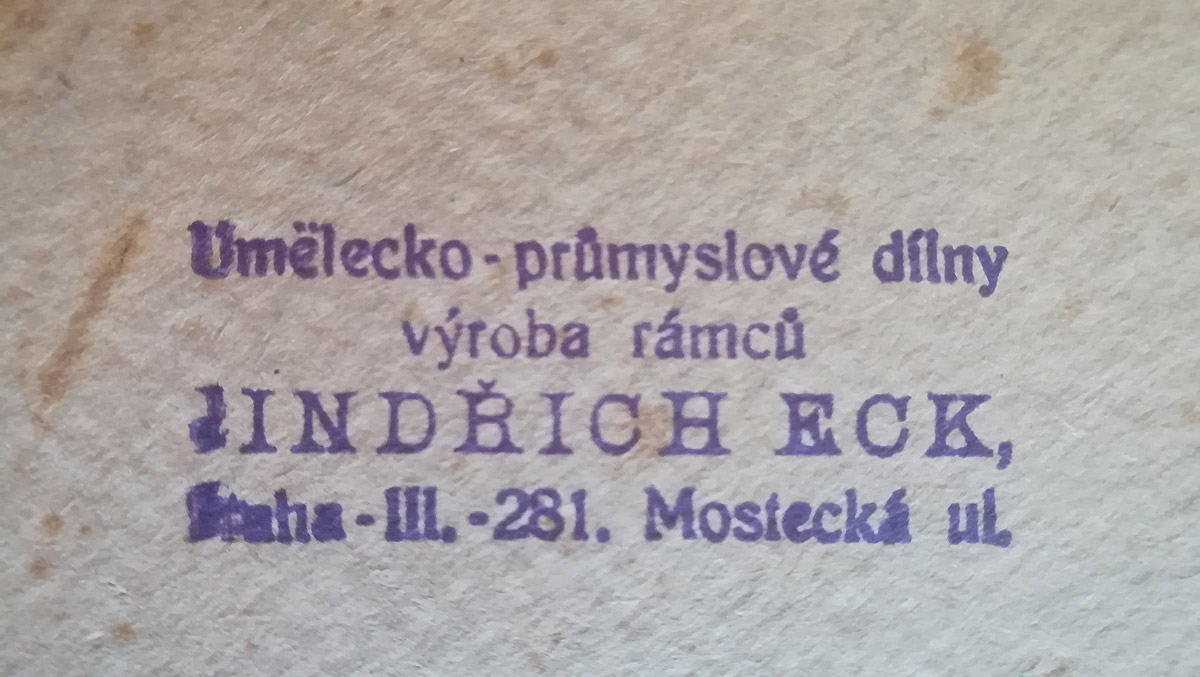 Umělecko-průmyslové dílny
výroba rámců
JINDŘICH ECK,
Praha-III.-281. Mostecká ul.